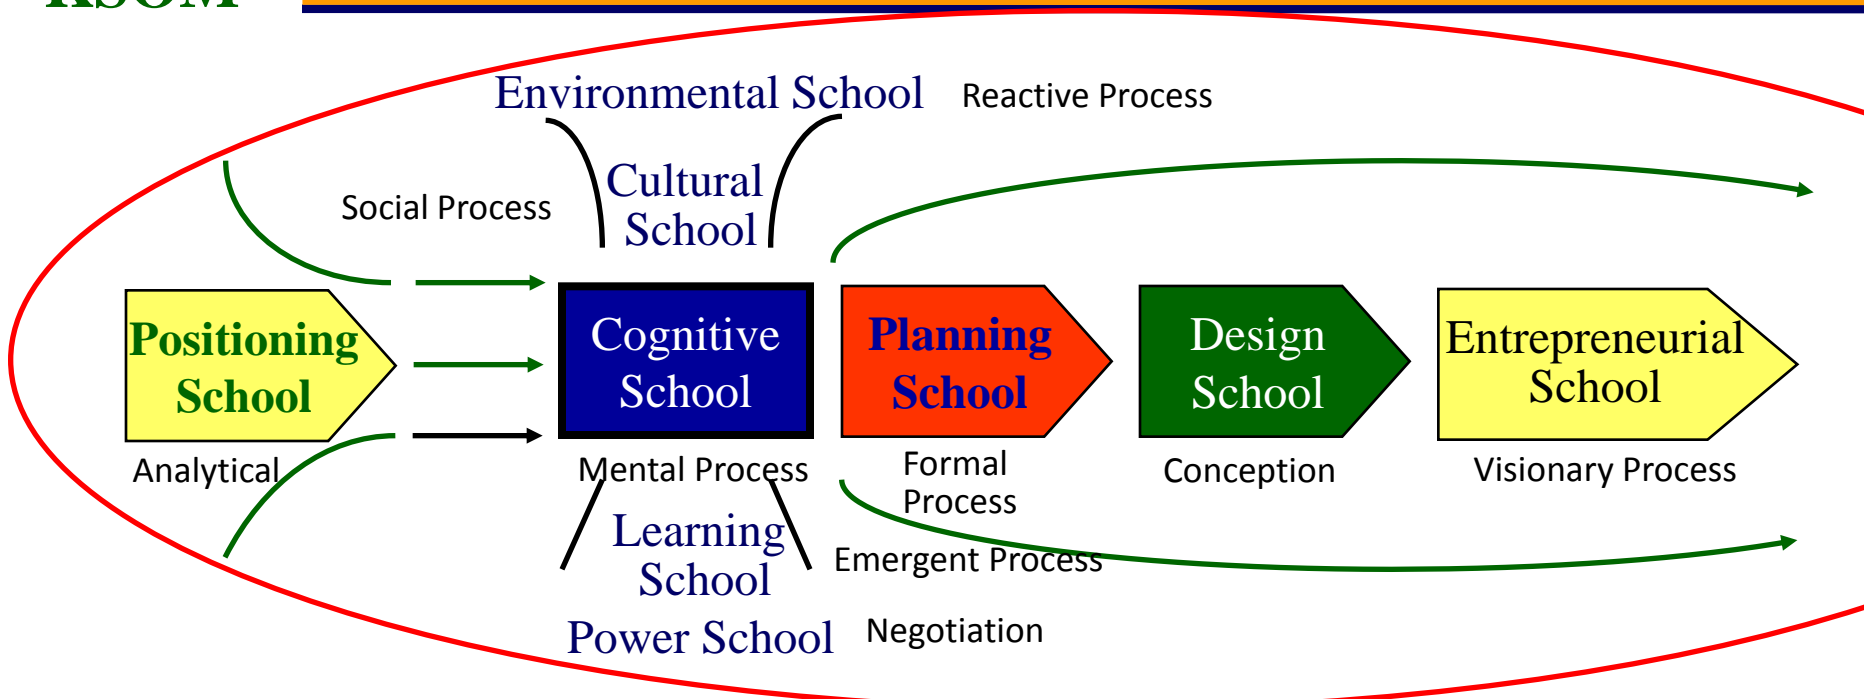 KSOM
Environmental School
Reactive Process
Cultural
School
Social Process
Positioning
School
Analytical
Cognitive
School
Mental Process
Planning
School
Formal
Process
Design
School
Conception
Entrepreneurial
School
Visionary Process
Learning
School
Emergent Process
Power School
Negotiation